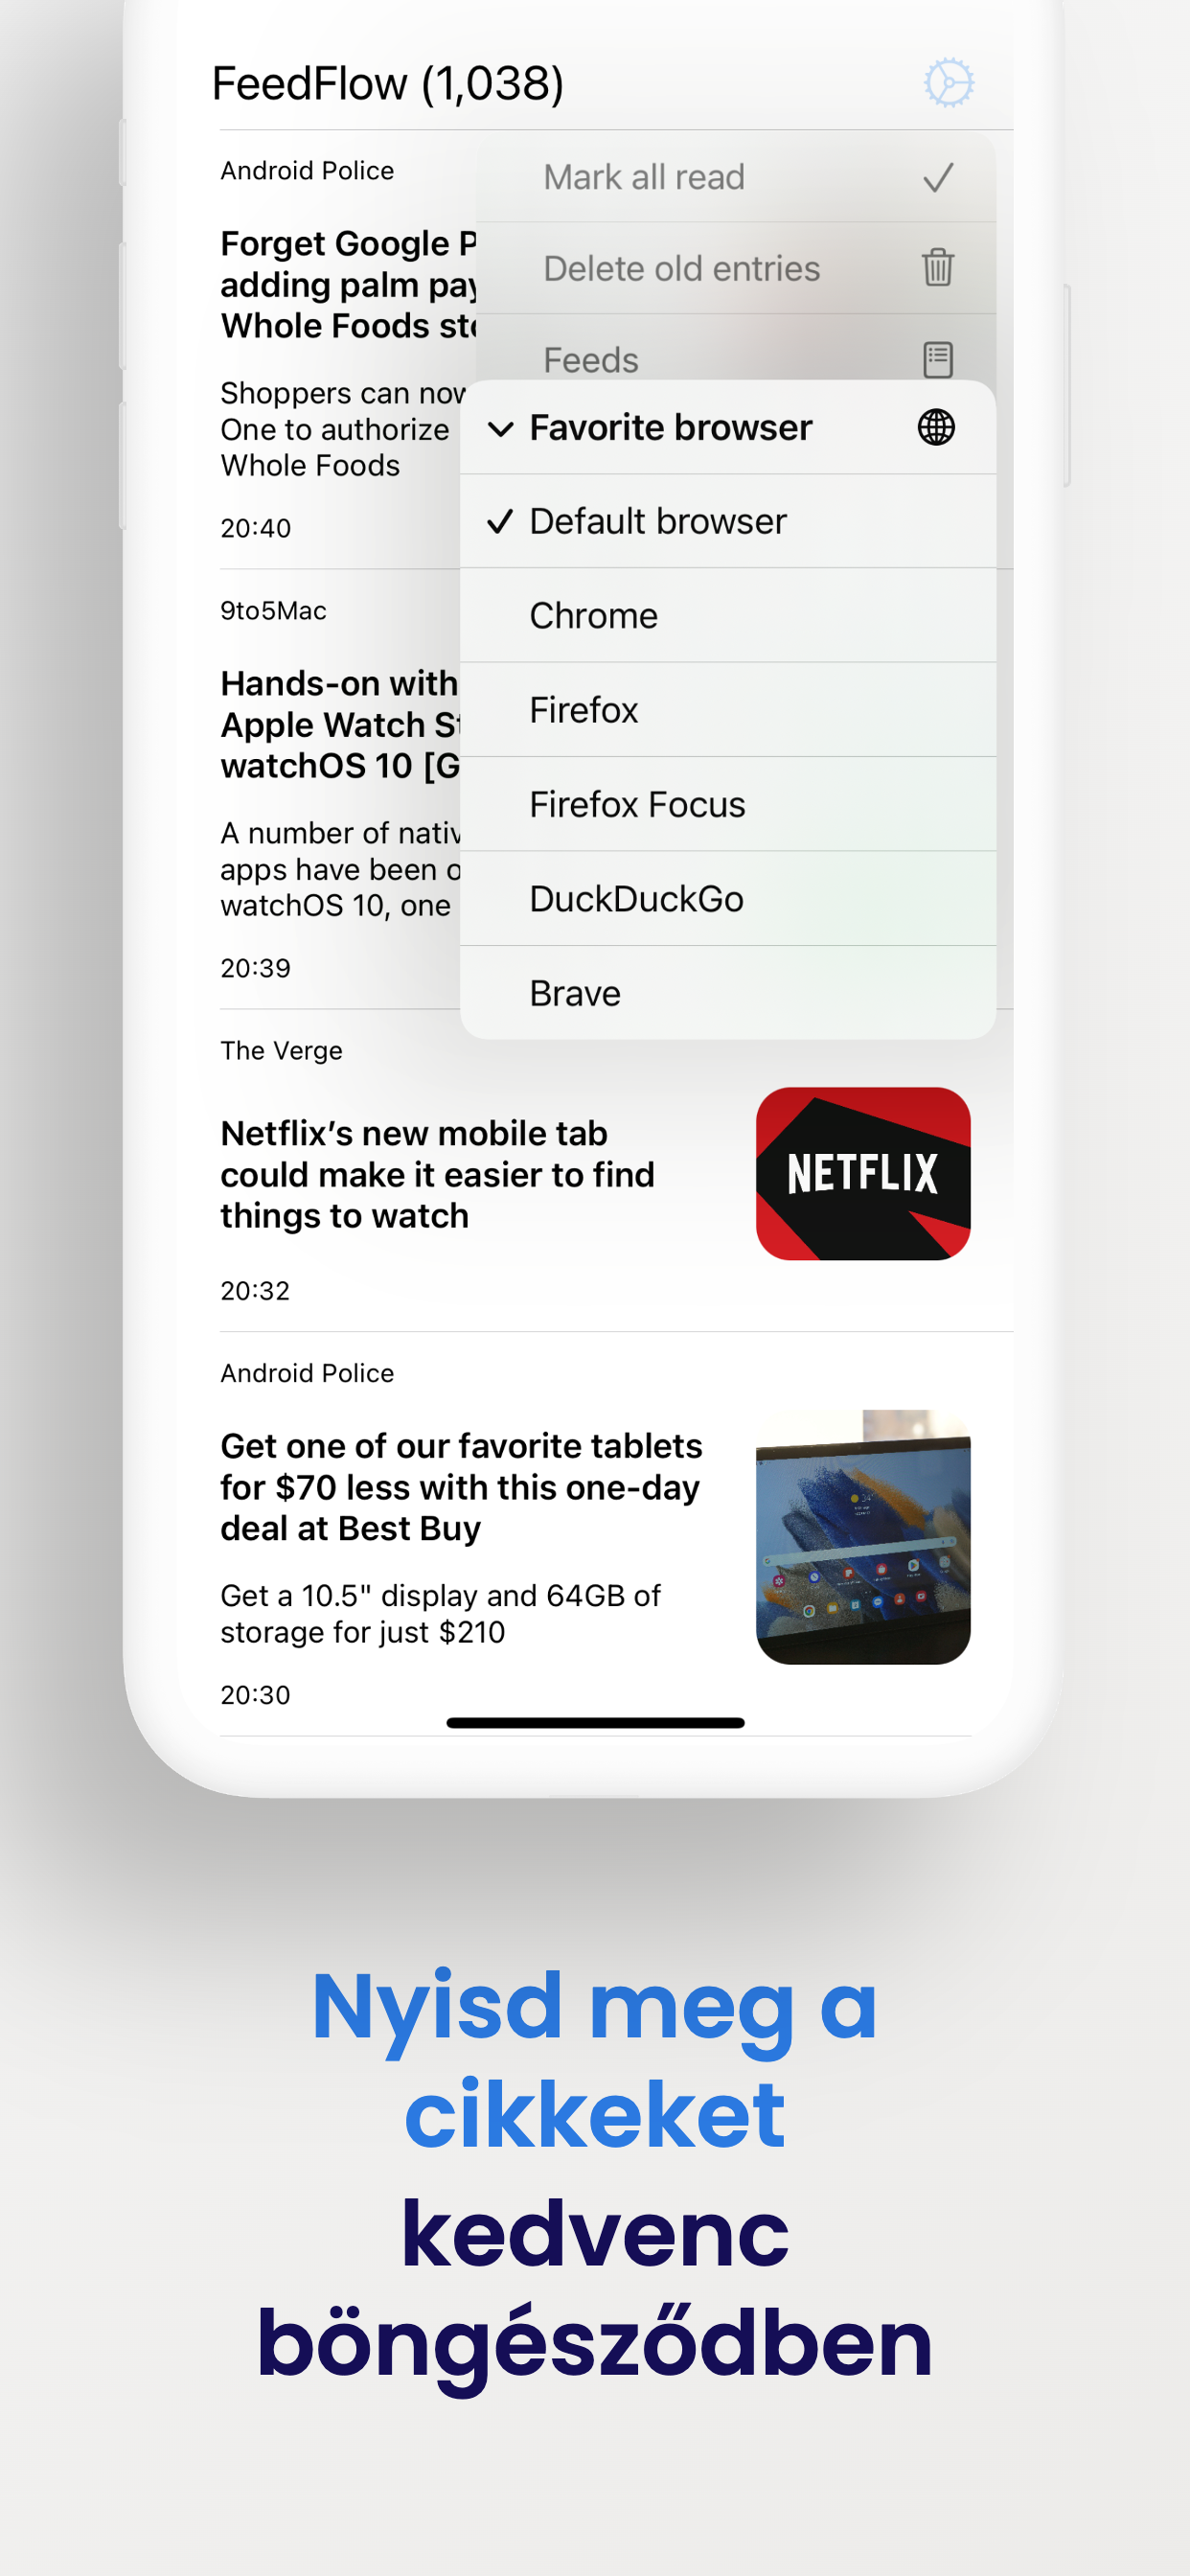 FeedFlow (1,038)
Android Police
Forget Google
adding palm
Whole Foods
Shoppers can
One to authorize
Whole Foods
20:40
Mark all read
Delete old entries
Feeds
Favorite browser
Default browser
Chrome
Firefox
Firefox Focus
DuckDuckGo
Brave
9to5Mac
Hands-on with
Apple Watch
watchOS 10
A number of
apps have been
watchOS 10, one
20:39
The Verge
Netflix’s new mobile tab
could make it easier to find
things to watch
NETFLIX
20:32
Android Police
Get one of our favorite tablets
for $70 less with this one-day
deal at Best Buy
Get a 10.5" display and 64GB of
storage for just $210
20:30
Nyisd meg a
cikkeket
kedvenc
böngésződben